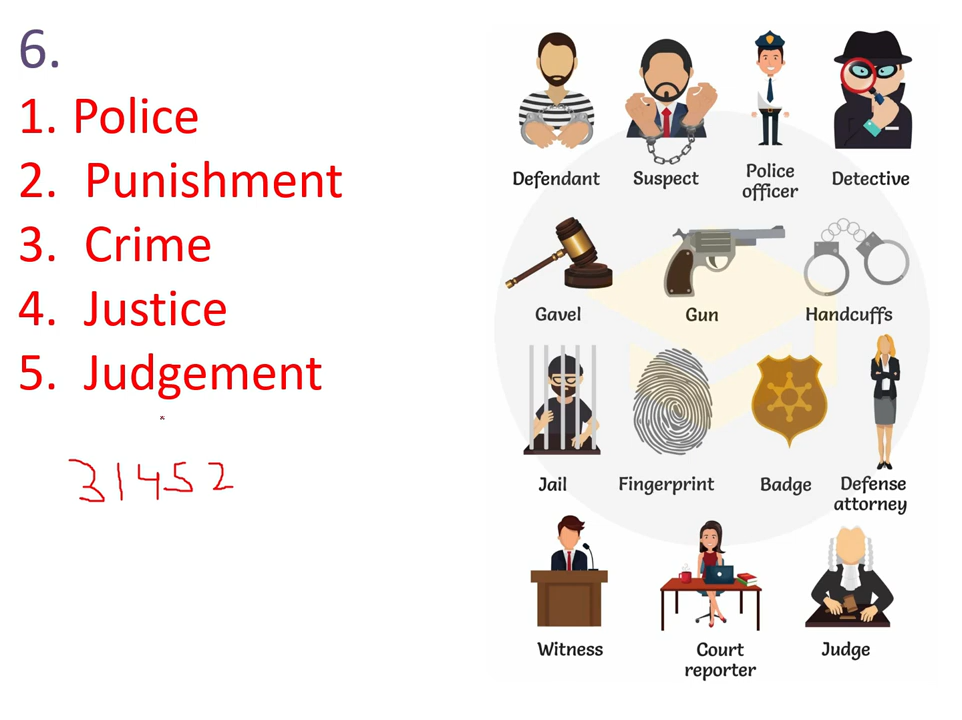 6.
1. Police
2. Punishment
3. Crime
4. Justice
5. Judgement
31452
Defendant
Suspect
Police
officer
Detective
Gavel
Gun
Handcuffs
Jail
Fingerprint
Badge
Defense
attorney
Witness
Court
reporter
Judge